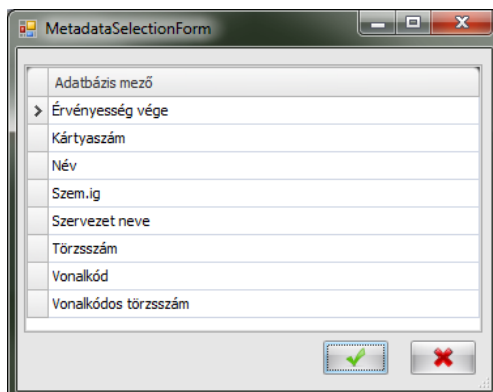 MetadataSelectionForm
Adatbázis mező
Érvényesség vége
Kártyaszám
Név
Szem.ig
Szervezet neve
Törzsszám
Vonalkód
Vonalkódos törzsszám